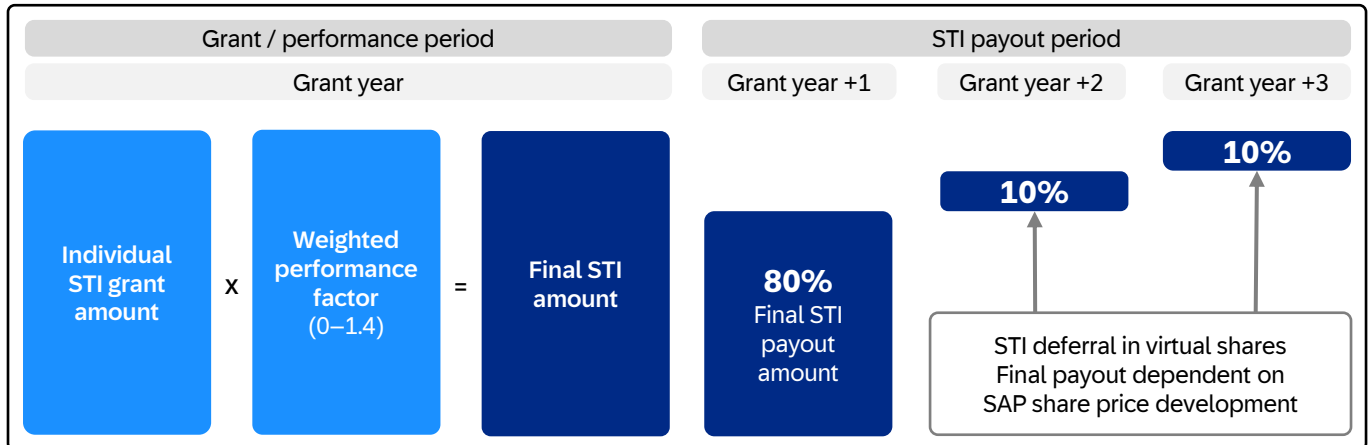 Grant / performance period
STI payout period
Grant year
Grant year +1
Grant year +2
Grant year +3
Individual
STI grant
amount
x
Weighted
performance
factor
(0–1.4)
=
Final STI
amount
80%
Final STI
payout
amount
10%
10%
STI deferral in virtual shares
Final payout dependent on
SAP share price development